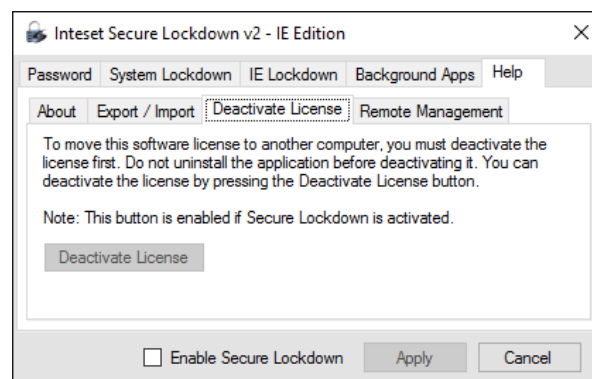 Inteset Secure Lockdown v2 - IE Edition
Password System Lockdown IE Lockdown Background Apps Help
About Export / Import Deactivate License Remote Management
To move this software license to another computer, you must deactivate the
license first. Do not uninstall the application before deactivating it. You can
deactivate the license by pressing the Deactivate License button.
Note: This button is enabled if Secure Lockdown is activated.
Deactivate License
Enable Secure Lockdown Apply Cancel